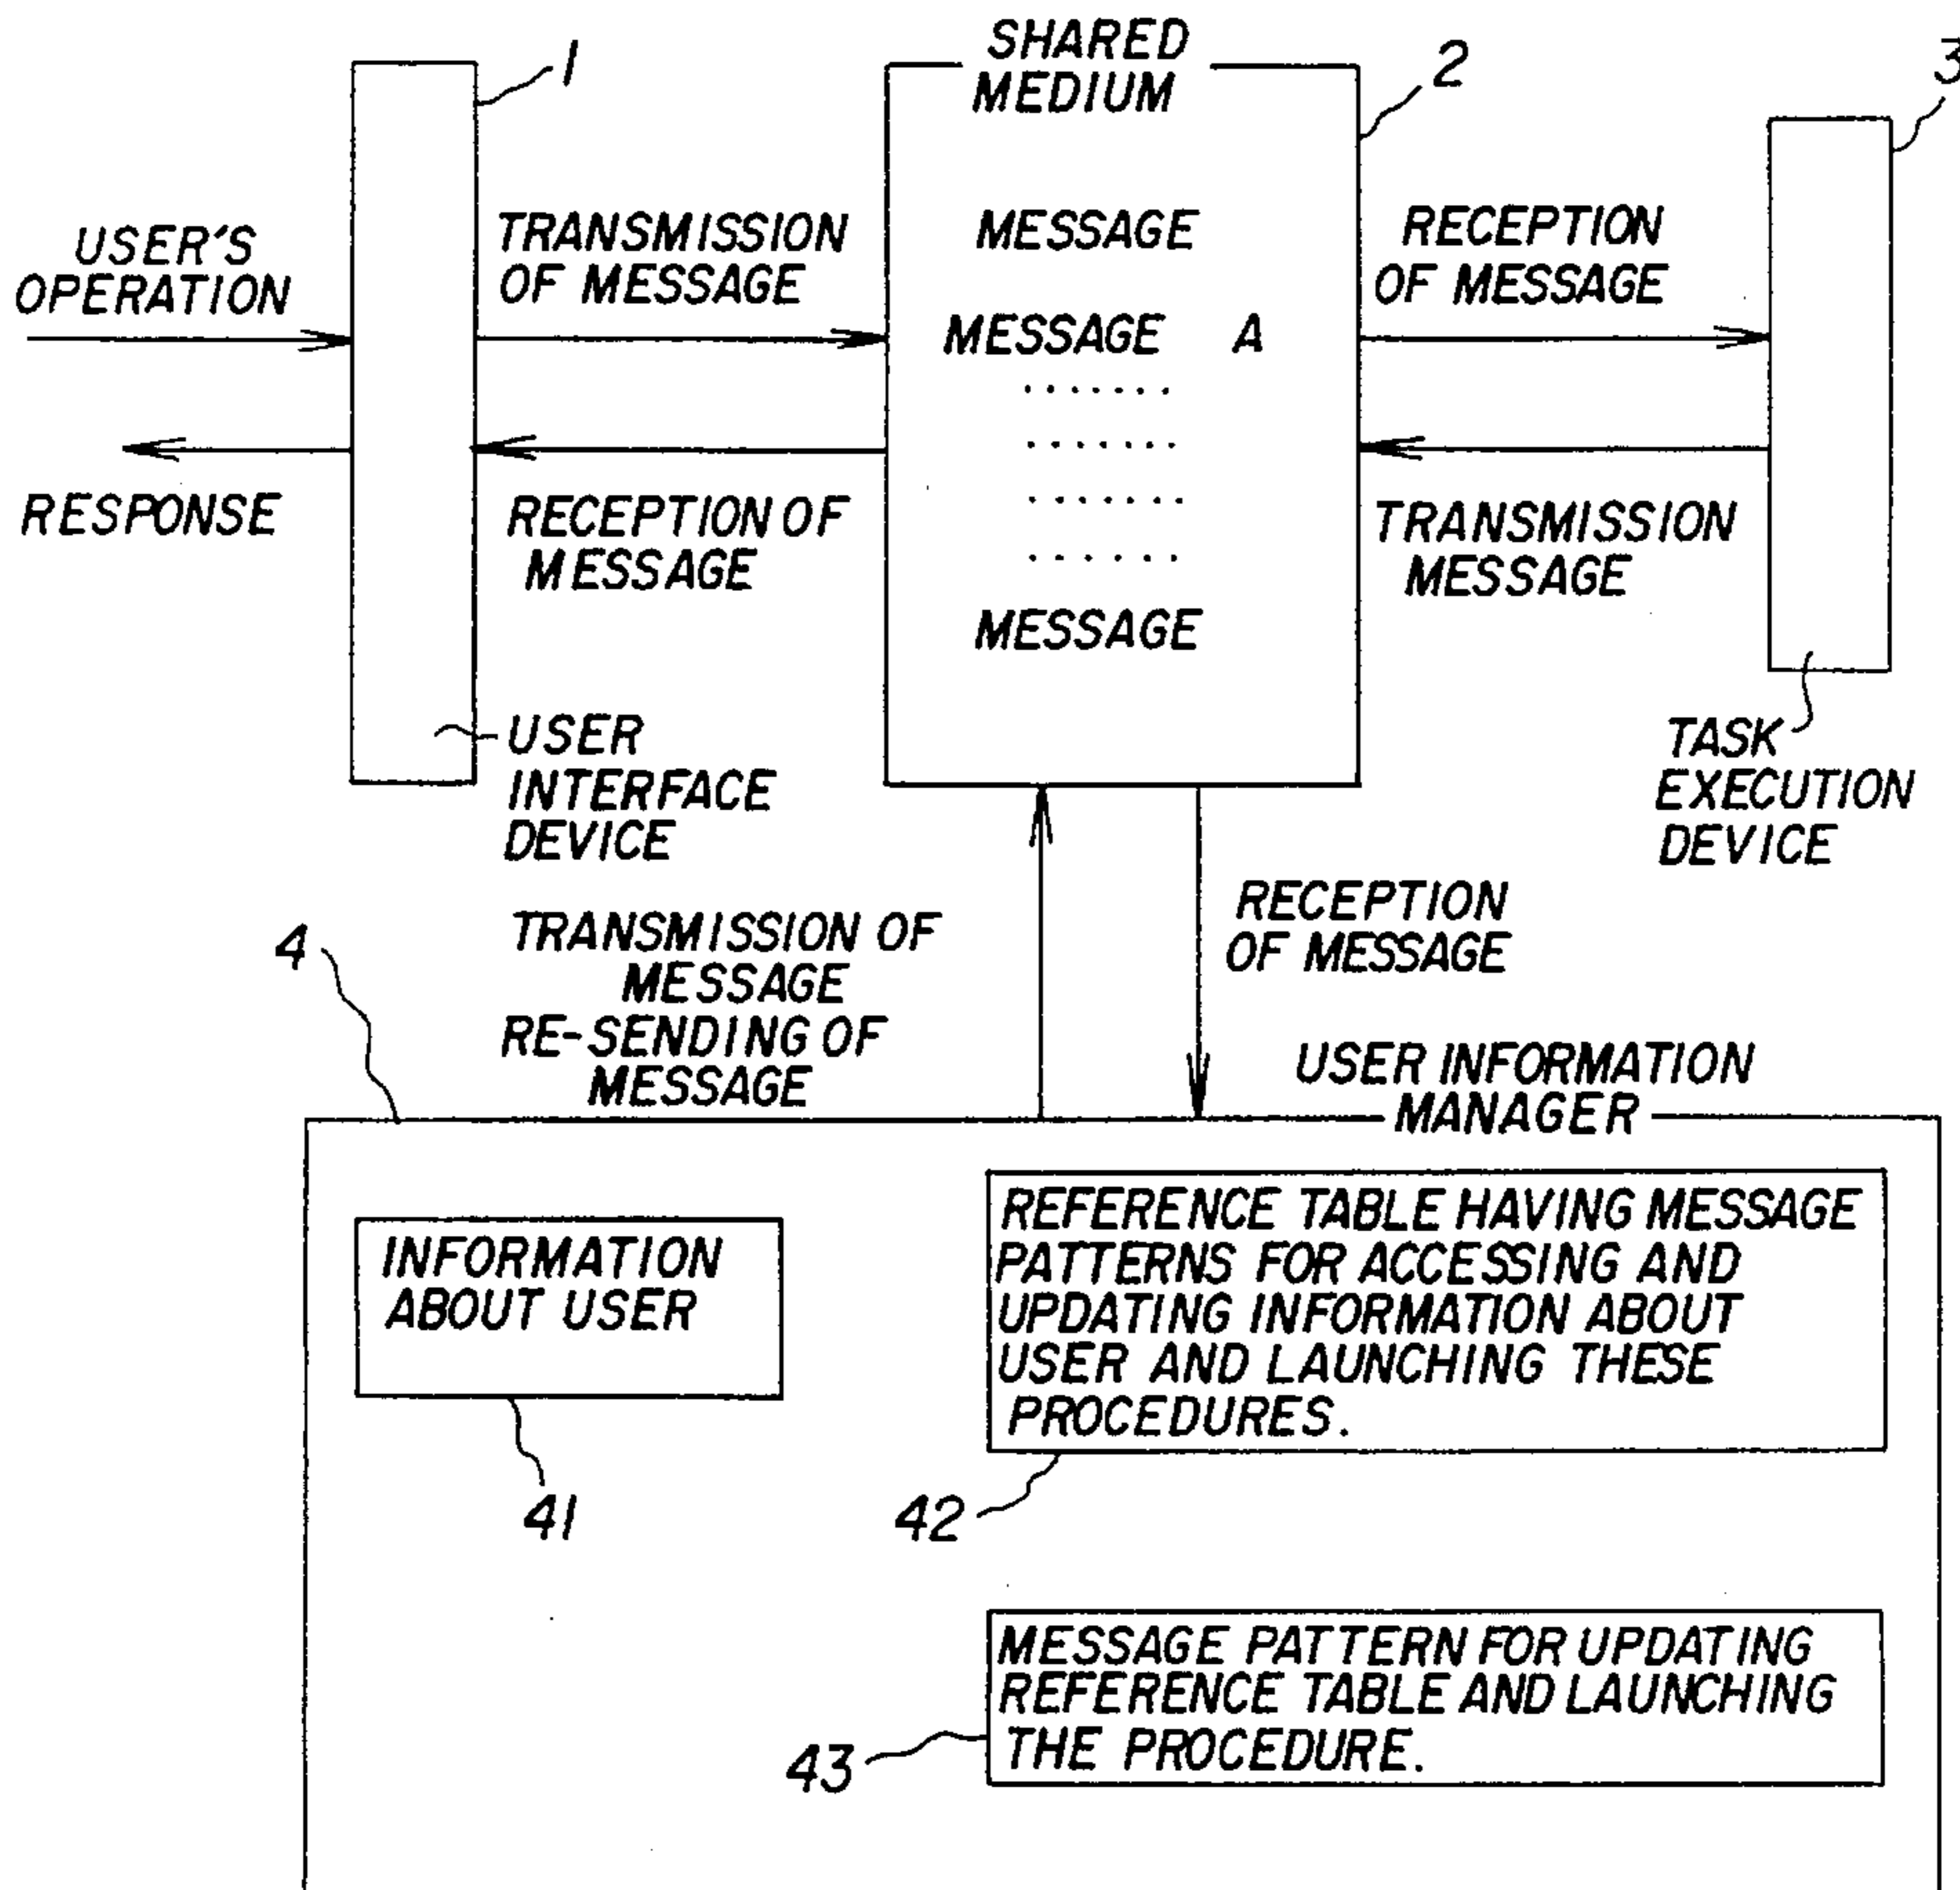 SHARED
MEDIUM
1
2
3
USER'S
OPERATION
TRANSMISSION
OF MESSAGE
MESSAGE
RECEPTION
OF MESSAGE
MESSAGE A
.......
.......
.......
.......
RESPONSE
RECEPTION OF
MESSAGE
TRANSMISSION
MESSAGE
MESSAGE
USER
INTERFACE
DEVICE
TASK
EXECUTION
DEVICE
4
TRANSMISSION OF
MESSAGE
RE-SENDING OF
MESSAGE
RECEPTION
OF MESSAGE
USER INFORMATION
MANAGER
INFORMATION
ABOUT USER
41
REFERENCE TABLE HAVING MESSAGE
PATTERNS FOR ACCESSING AND
UPDATING INFORMATION ABOUT
USER AND LAUNCHING THESE
PROCEDURES.
42
MESSAGE PATTERN FOR UPDATING
REFERENCE TABLE AND LAUNCHING
THE PROCEDURE.
43